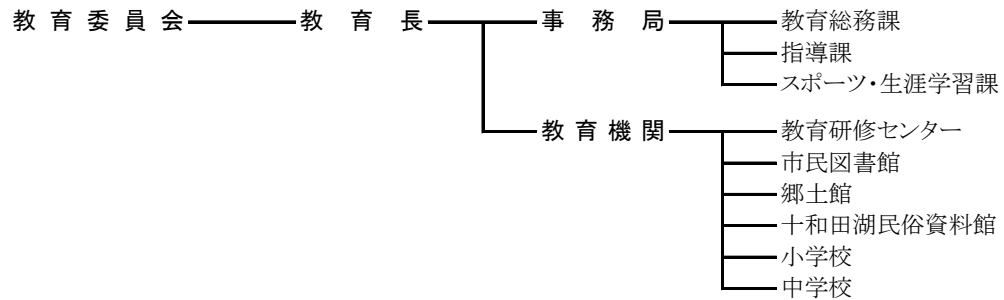 教育委員会 教育長 事務局 教育総務課
指導課
スポーツ・生涯学習課
教育機関 教育研修センター
市民図書館
郷土館
十和田湖民俗資料館
小学校
中学校